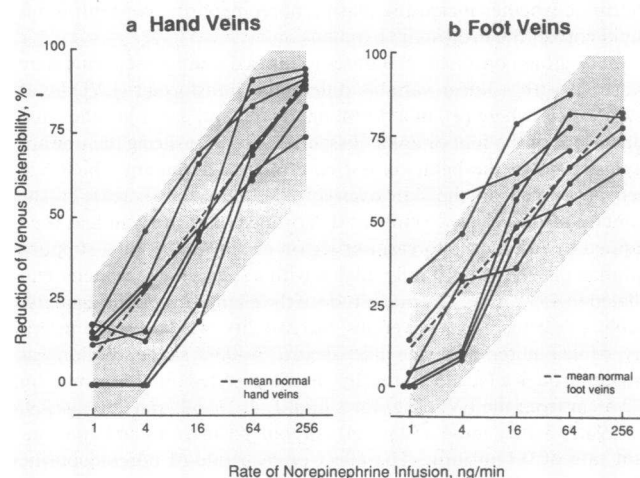 a Hand Veins
b Foot Veins
Reduction of Venous Distensibility, %
100
75
50
25
0
mean normal
hand veins
1 4 16 64 256
100
75
50
25
0
mean normal
foot veins
1 4 16 64 256
Rate of Norepinephrine Infusion, ng/min